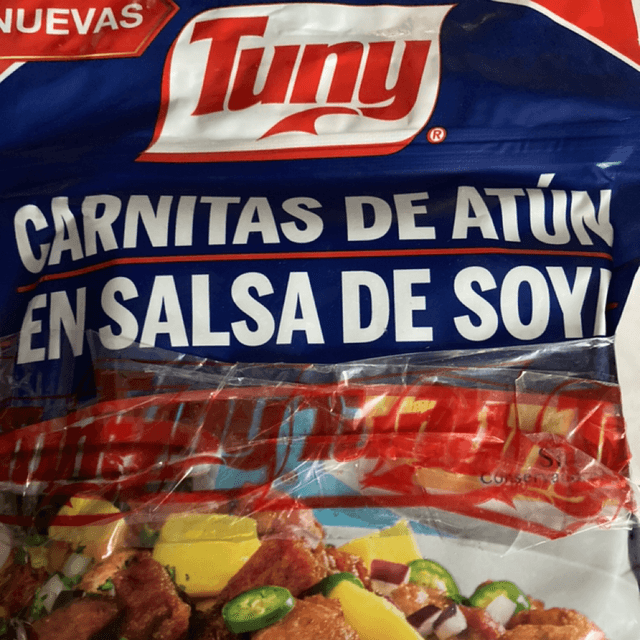 NUEVAS
Tuny®
CARNITAS DE ATÚN
EN SALSA DE SOYA